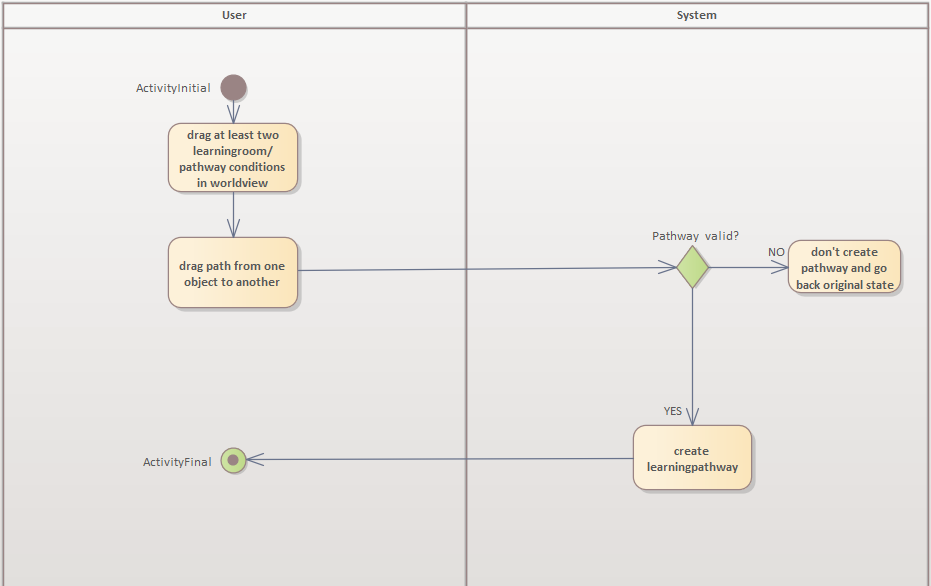 User
System
ActivityInitial
drag at least two
learningroom/
pathway conditions
in worldview
drag path from one
object to another
Pathway valid?
NO
don't create
pathway and go
back original state
YES
create
learningpathway
ActivityFinal